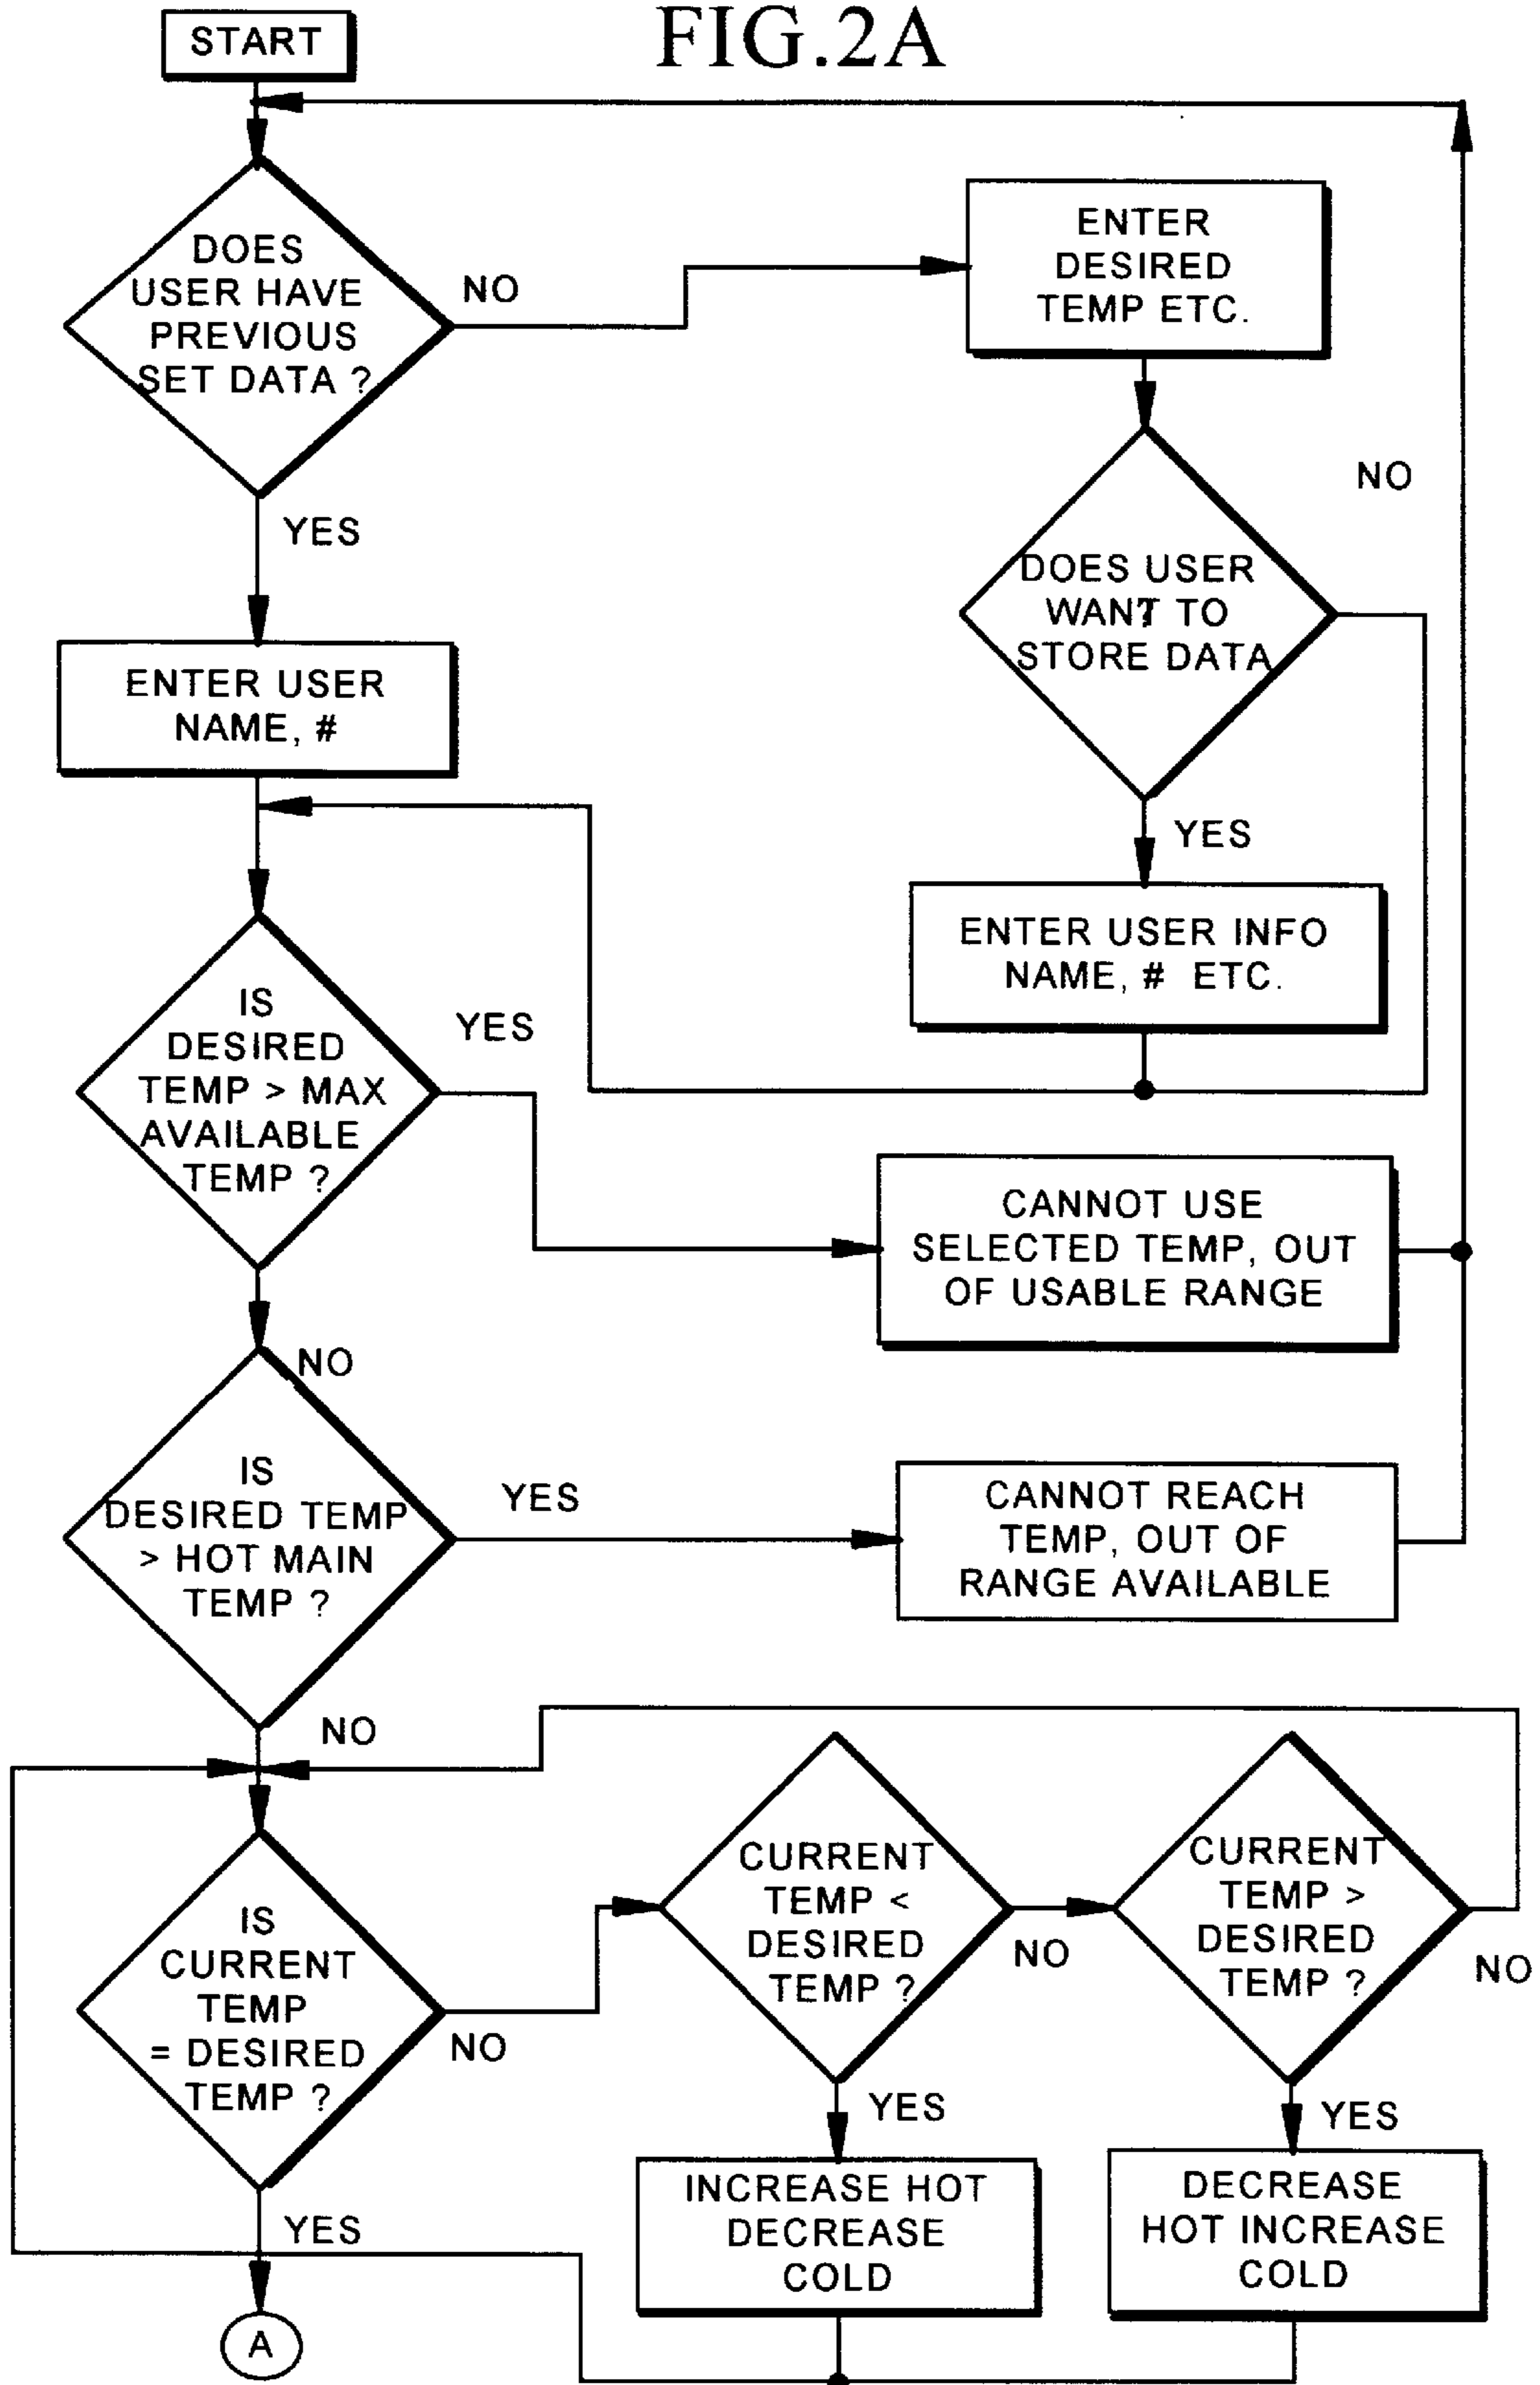 FIG.2A
START
DOES
USER HAVE
PREVIOUS
SET DATA ?
NO
YES
ENTER
DESIRED
TEMP ETC.
DOES USER
WANT TO
STORE DATA
?
NO
YES
ENTER USER
NAME, #
ENTER USER INFO
NAME, # ETC.
IS
DESIRED
TEMP > MAX
AVAILABLE
TEMP ?
YES
NO
CANNOT USE
SELECTED TEMP, OUT
OF USABLE RANGE
IS
DESIRED TEMP
> HOT MAIN
TEMP ?
YES
NO
CANNOT REACH
TEMP, OUT OF
RANGE AVAILABLE
IS
CURRENT
TEMP
= DESIRED
TEMP ?
NO
YES
CURRENT
TEMP <
DESIRED
TEMP ?
NO
YES
CURRENT
TEMP >
DESIRED
TEMP ?
NO
YES
INCREASE HOT
DECREASE
COLD
DECREASE
HOT INCREASE
COLD
A